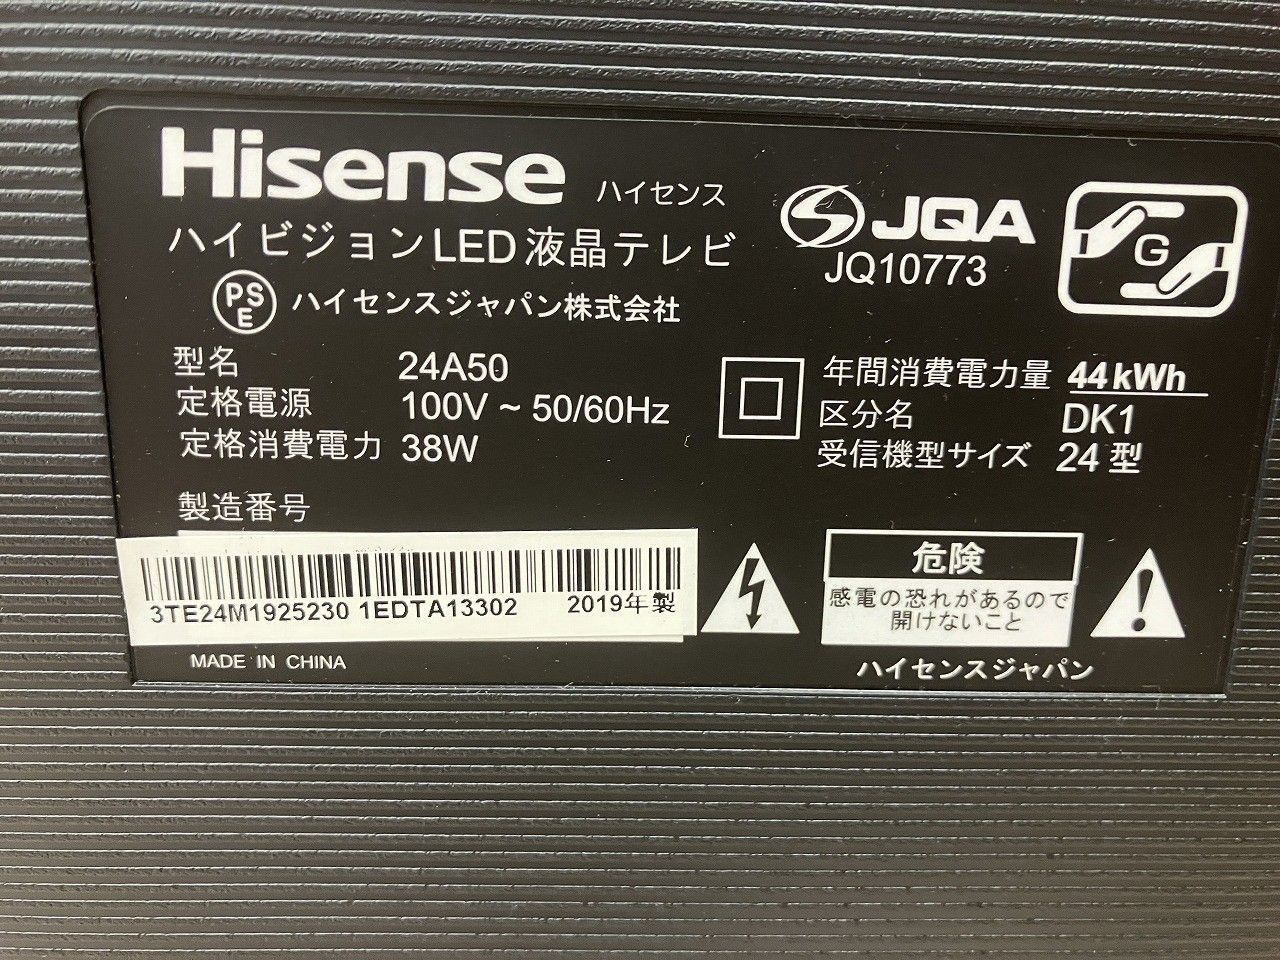 Hisense ハイセンス
ハイビジョンLED液晶テレビ
PSE ハイセンスジャパン株式会社
JQA
JQ10773
G
型名 24A50
定格電源 100V ~ 50/60Hz
定格消費電力 38W
年間消費電力量 44kWh
区分名 DK1
受信機型サイズ 24型
製造番号
3TE24M1925230 1EDTA13302 2019年製
MADE IN CHINA
危険
感電の恐れがあるので
開けないこと
ハイセンスジャパン